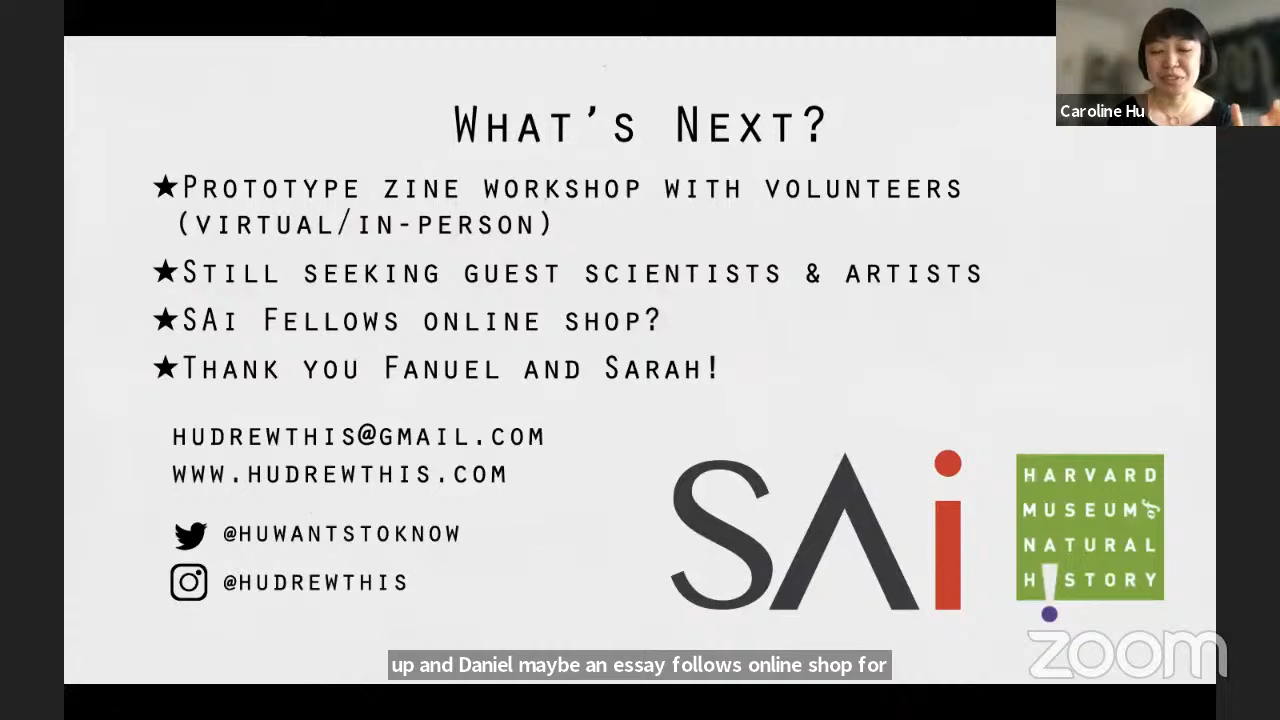 What's Next?
★Prototype zine workshop with volunteers
(virtual/in-person)
★Still seeking guest scientists & artists
★SAi Fellows online shop?
★Thank you Fanuel and Sarah!
hudrewthis@gmail.com
www.hudrewthis.com
@huwantstoknow
@hudrewthis
SAi
HARVARD
MUSEUM of
NATURAL
H!STORY
Caroline Hu
up and Daniel maybe an essay follows online shop for
zoom